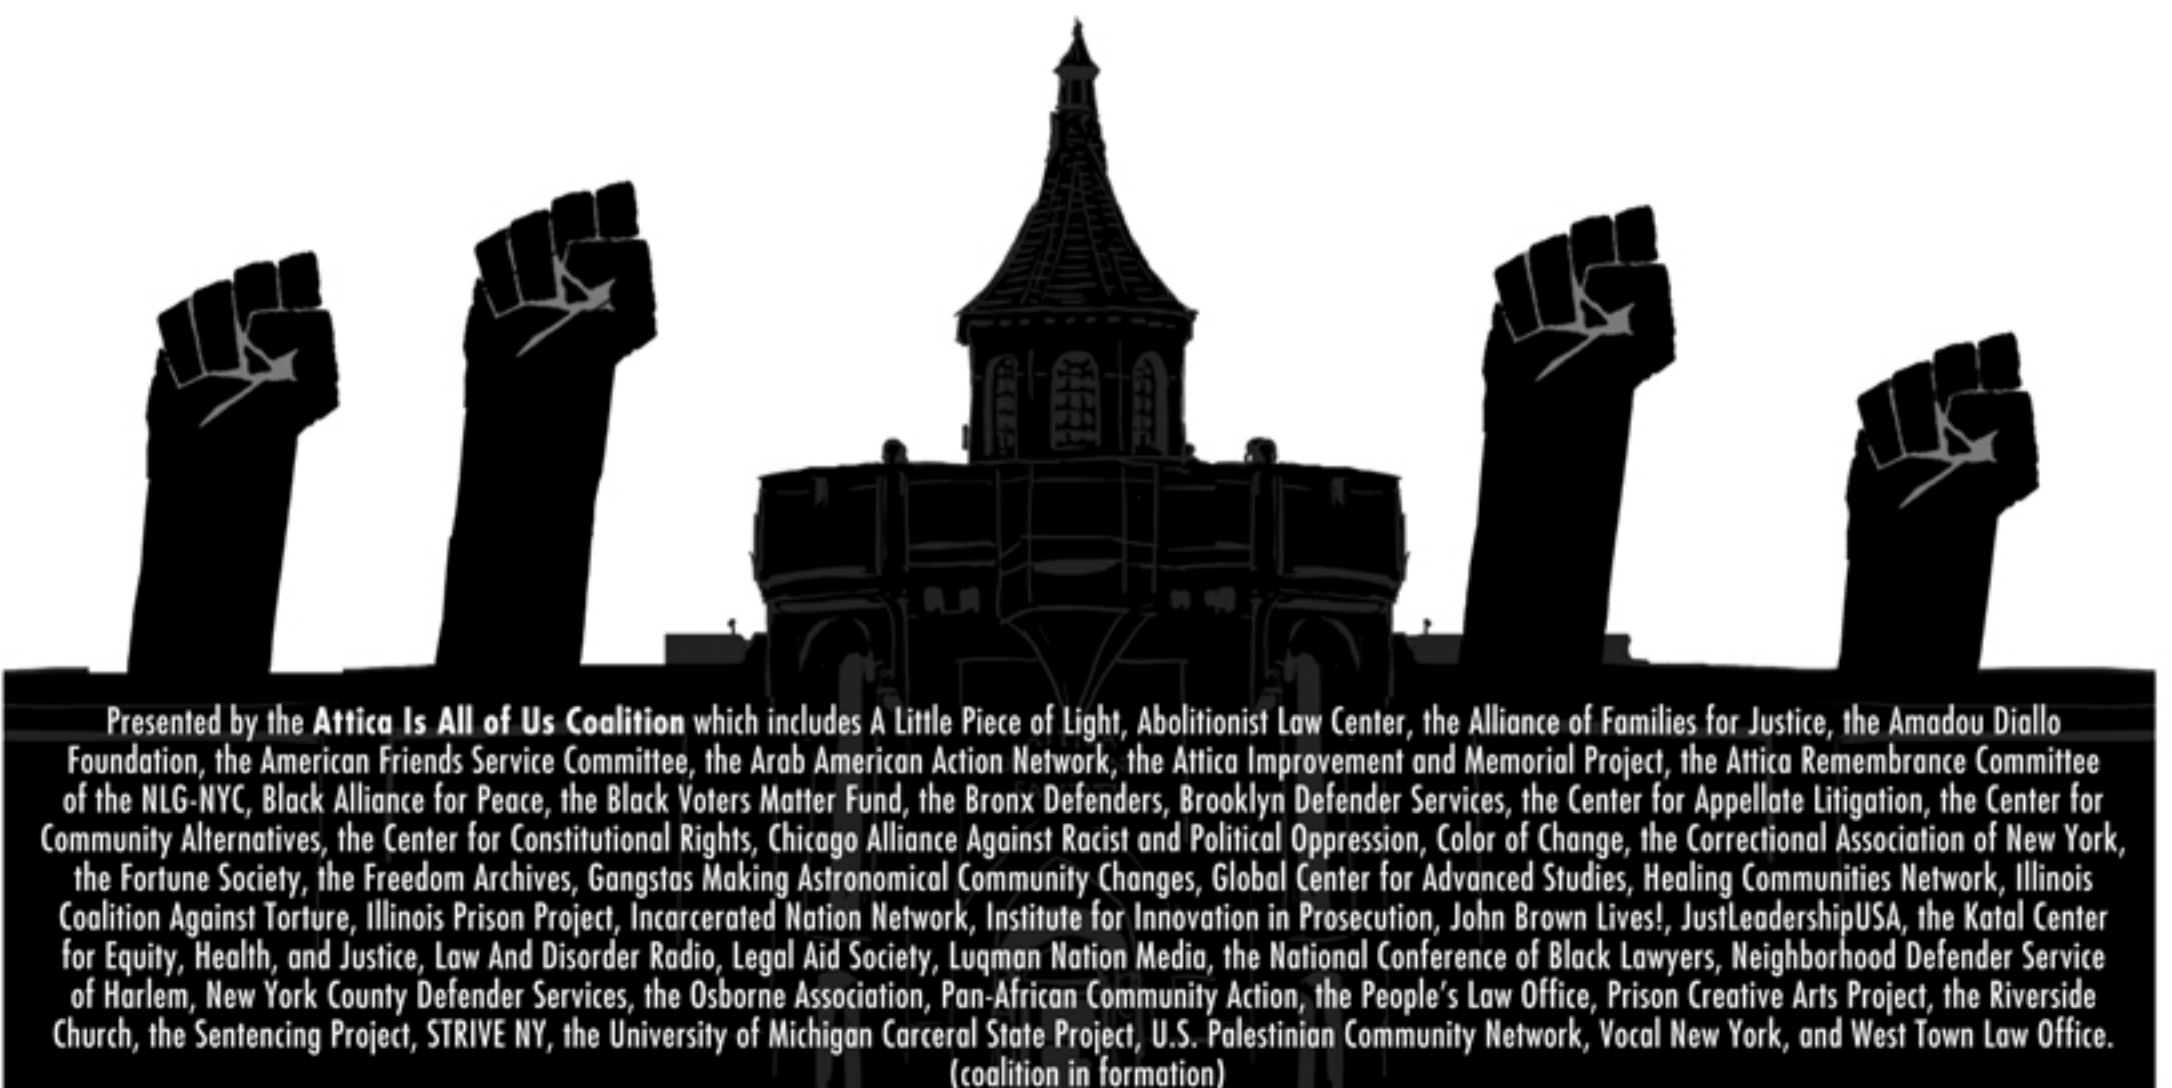 Presented by the Attica Is All of Us Coalition which includes A Little Piece of Light, Abolitionist Law Center, the Alliance of Families for Justice, the Amadou Diallo
Foundation, the American Friends Service Committee, the Arab American Action Network, the Attica Improvement and Memorial Project, the Attica Remembrance Committee
of the NLG-NYC, Black Alliance for Peace, the Black Voters Matter Fund, the Bronx Defenders, Brooklyn Defender Services, the Center for Appellate Litigation, the Center for
Community Alternatives, the Center for Constitutional Rights, Chicago Alliance Against Racist and Political Oppression, Color of Change, the Correctional Association of New York,
the Fortune Society, the Freedom Archives, Gangstas Making Astronomical Community Changes, Global Center for Advanced Studies, Healing Communities Network, Illinois
Coalition Against Torture, Illinois Prison Project, Incarcerated Nation Network, Institute for Innovation in Prosecution, John Brown Lives!, JustLeadershipUSA, the Katal Center
for Equity, Health, and Justice, Law And Disorder Radio, Legal Aid Society, Luqman Nation Media, the National Conference of Black Lawyers, Neighborhood Defender Service
of Harlem, New York County Defender Services, the Osborne Association, Pan-African Community Action, the People's Law Office, Prison Creative Arts Project, the Riverside
Church, the Sentencing Project, STRIVE NY, the University of Michigan Carceral State Project, U.S. Palestinian Community Network, Vocal New York, and West Town Law Office.
(coalition in formation)